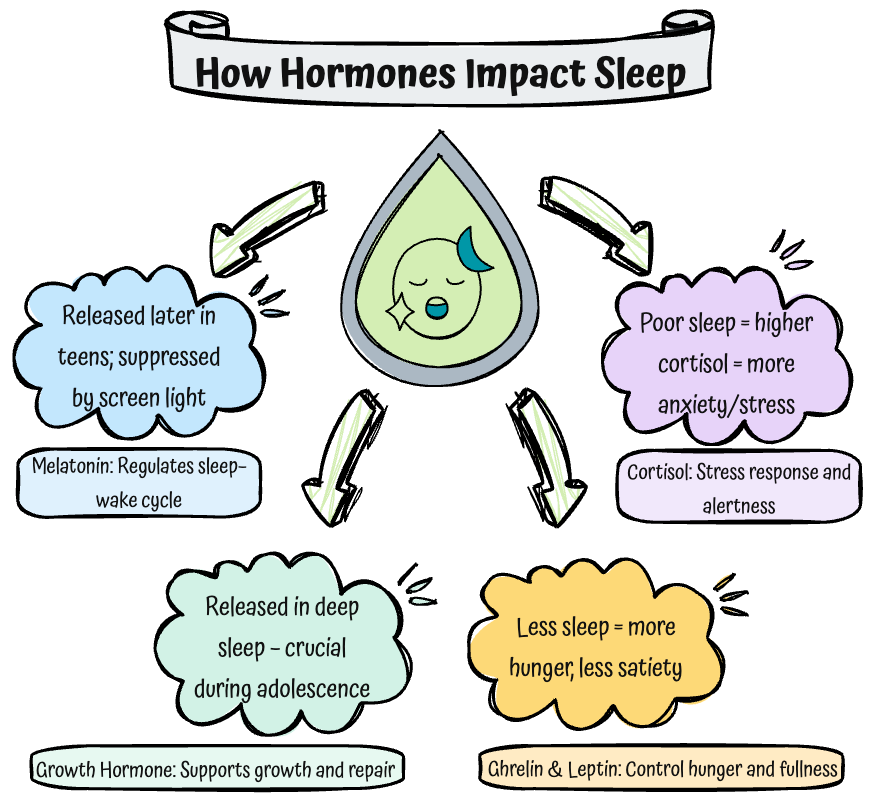 How Hormones Impact Sleep
Released later in
teens; suppressed
by screen light
Melatonin: Regulates sleep–
wake cycle
Poor sleep = higher
cortisol = more
anxiety/stress
Cortisol: Stress response and
alertness
Released in deep
sleep – crucial
during adolescence
Growth Hormone: Supports growth and repair
Less sleep = more
hunger, less satiety
Ghrelin & Leptin: Control hunger and fullness